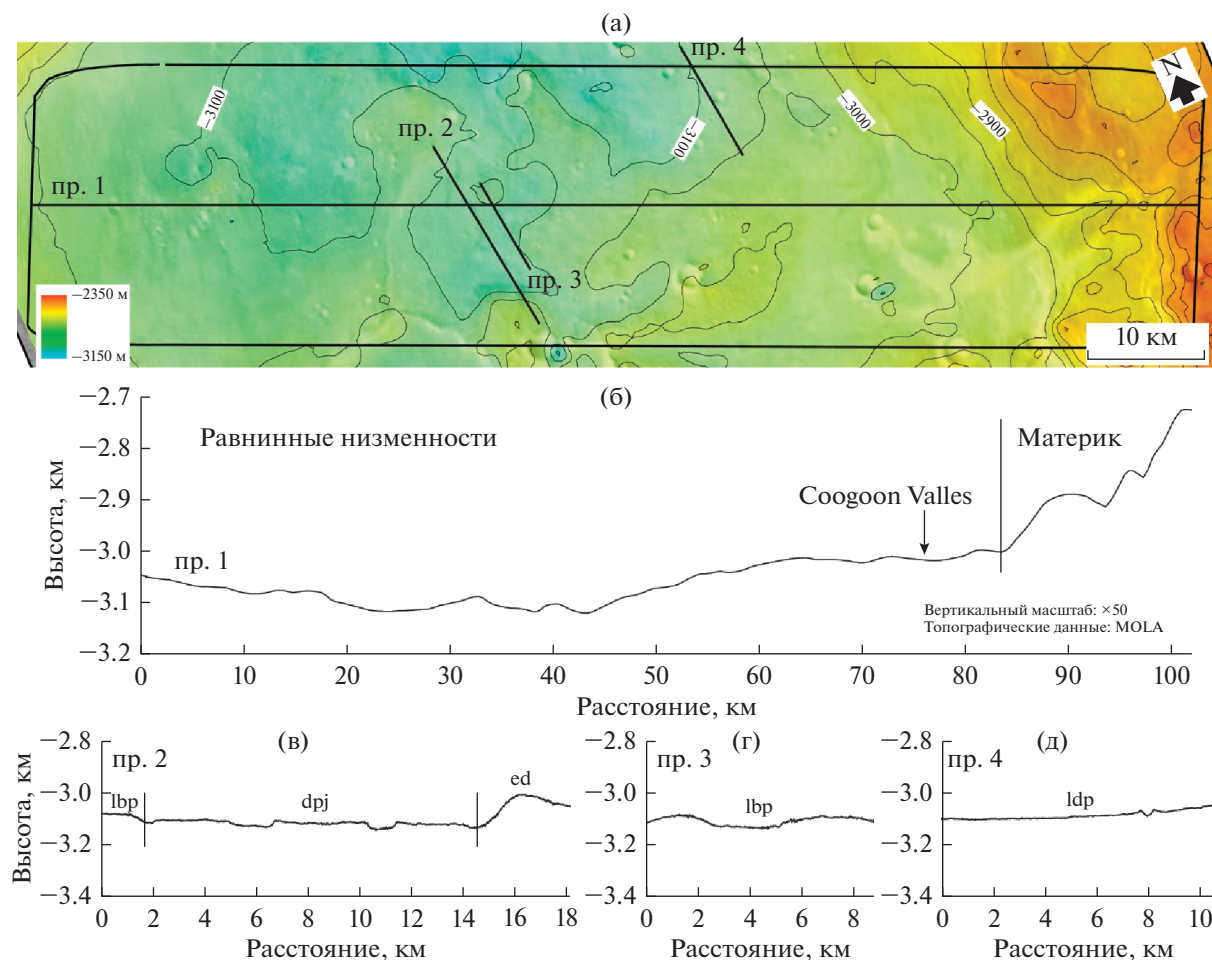 (а)
пр. 4
N
−3100
−3000
−2900
−3100
пр. 2
пр. 1
пр. 3
−2350 м
−3150 м
10 км
(б)
−2.7
−2.8
−2.9
−3.0
−3.1
−3.2
Высота, км
Равнинные низменности
Материк
Coogoon Valles
пр. 1
Вертикальный масштаб: ×50
Топографические данные: MOLA
0 10 20 30 40 50 60 70 80 90 100
Расстояние, км
(в)
−2.8
−3.0
−3.2
−3.4
Высота, км
пр. 2
lbp
dpj
ed
0 2 4 6 8 10 12 14 16 18
Расстояние, км
(г)
−2.8
−3.0
−3.2
−3.4
пр. 3
lbp
0 2 4 6 8
Расстояние, км
(д)
−2.8
−3.0
−3.2
−3.4
пр. 4
ldp
0 2 4 6 8 10
Расстояние, км